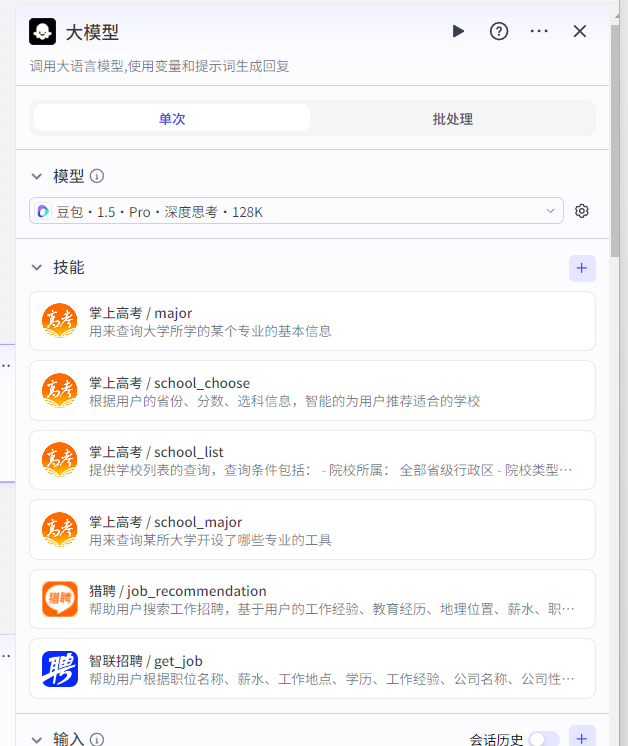 大模型
调用大语言模型,使用变量和提示词生成回复
单次
批处理
模型
豆包·1.5·Pro·深度思考·128K
技能
高考
掌上高考 / major
用来查询大学所学的某个专业的基本信息
高考
掌上高考 / school_choose
根据用户的省份、分数、选科信息，智能的为用户推荐适合的学校
高考
掌上高考 / school_list
提供学校列表的查询，查询条件包括： - 院校所属： 全部省级行政区 - 院校类型…
高考
掌上高考 / school_major
用来查询某所大学开设了哪些专业的工具
猎聘
猎聘 / job_recommendation
帮助用户搜索工作招聘，基于用户的工作经验、教育经历、地理位置、薪水、职…
聘
智联招聘 / get_job
帮助用户根据职位名称、薪水、工作地点、学历、工作经验、公司名称、公司性…
输入
会话历史